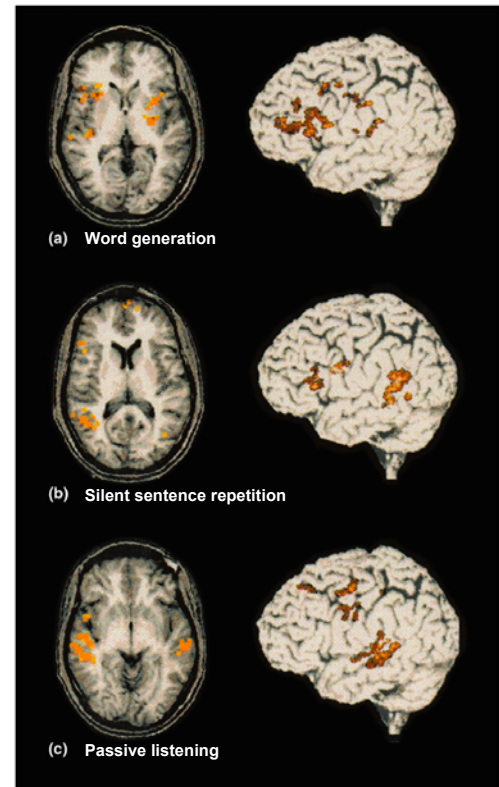 (a) Word generation
(b) Silent sentence repetition
(c) Passive listening